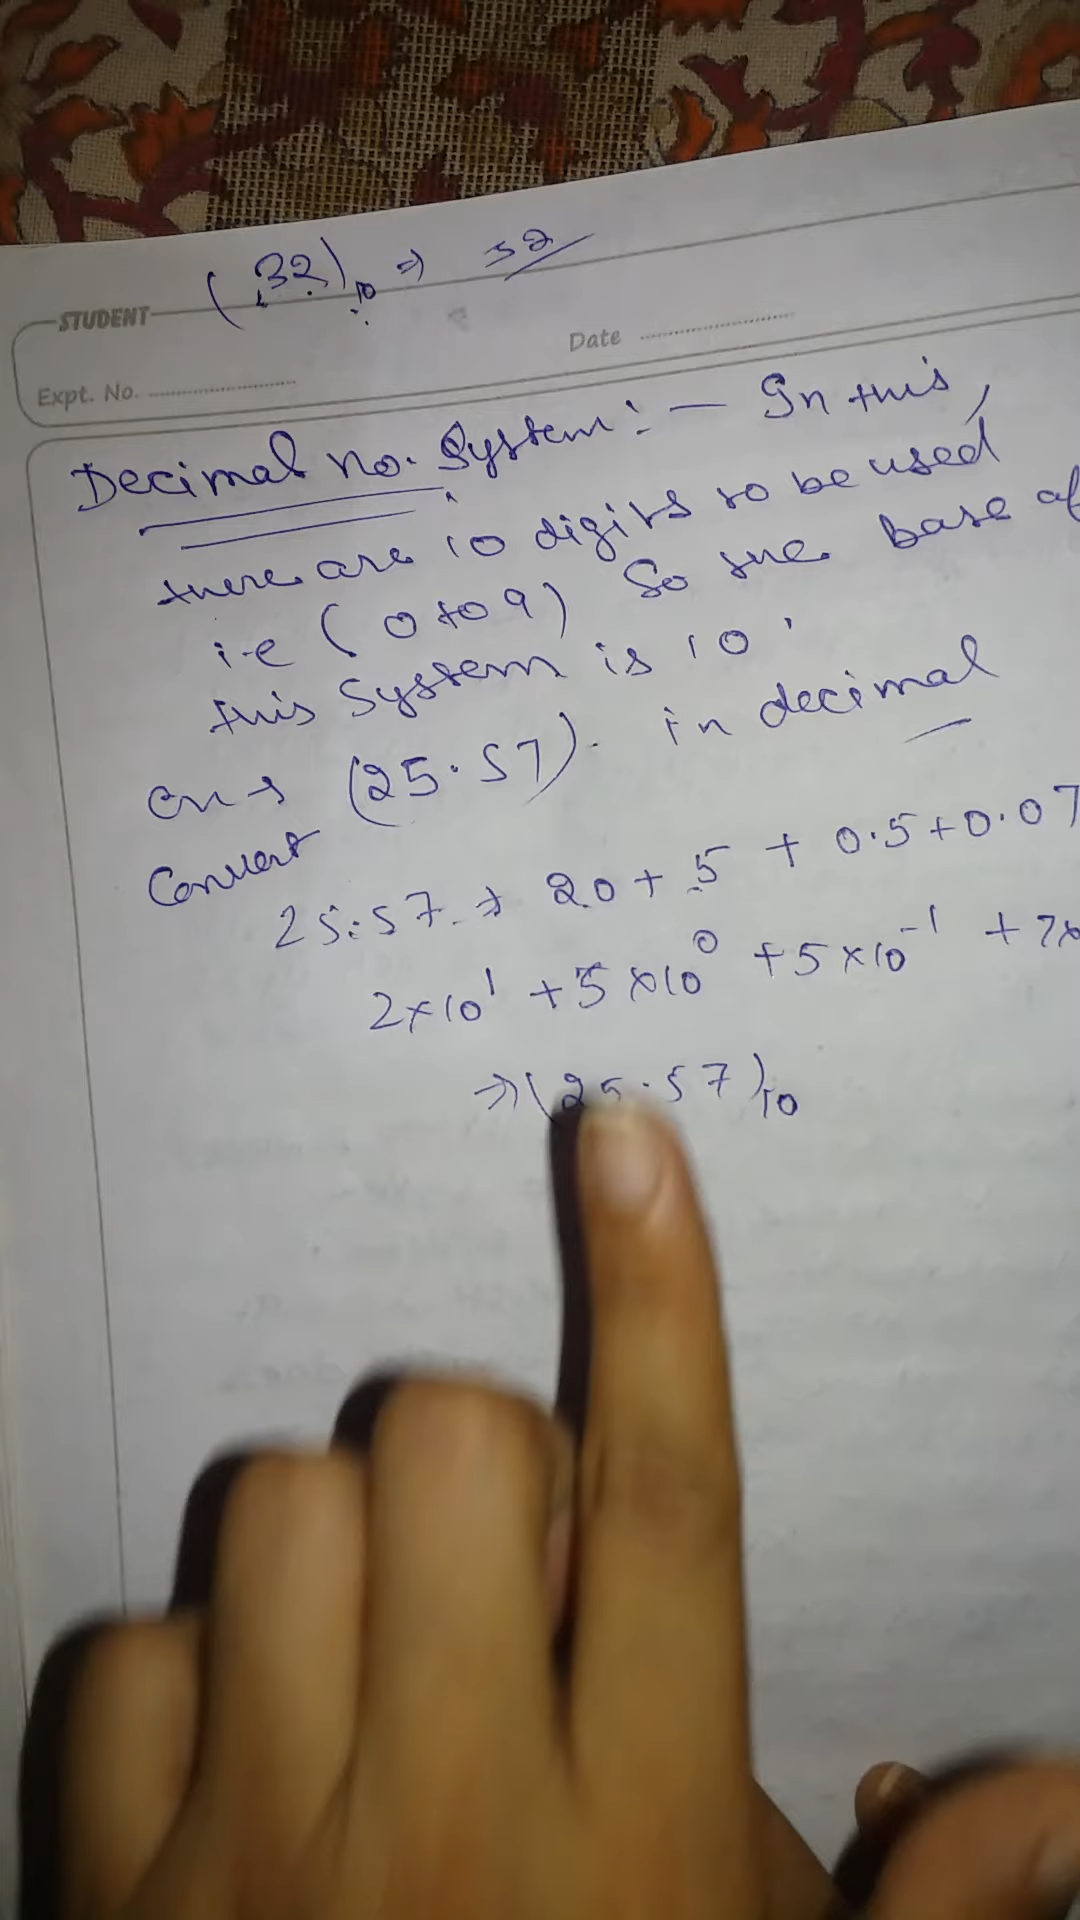 (32)10 ⇒ 32
STUDENT
Date
Expt. No.
Decimal no. System:- In this,
there are 10 digits to be used
i.e (0 to 9) So the base of
this System is 10'
(25.57). in decimal
Convert
25.57 → 20 + 5 + 0.5 + 0.07
2×10¹ + 5×10⁰ + 5×10⁻¹ + 7×
⇒ (25.57)10